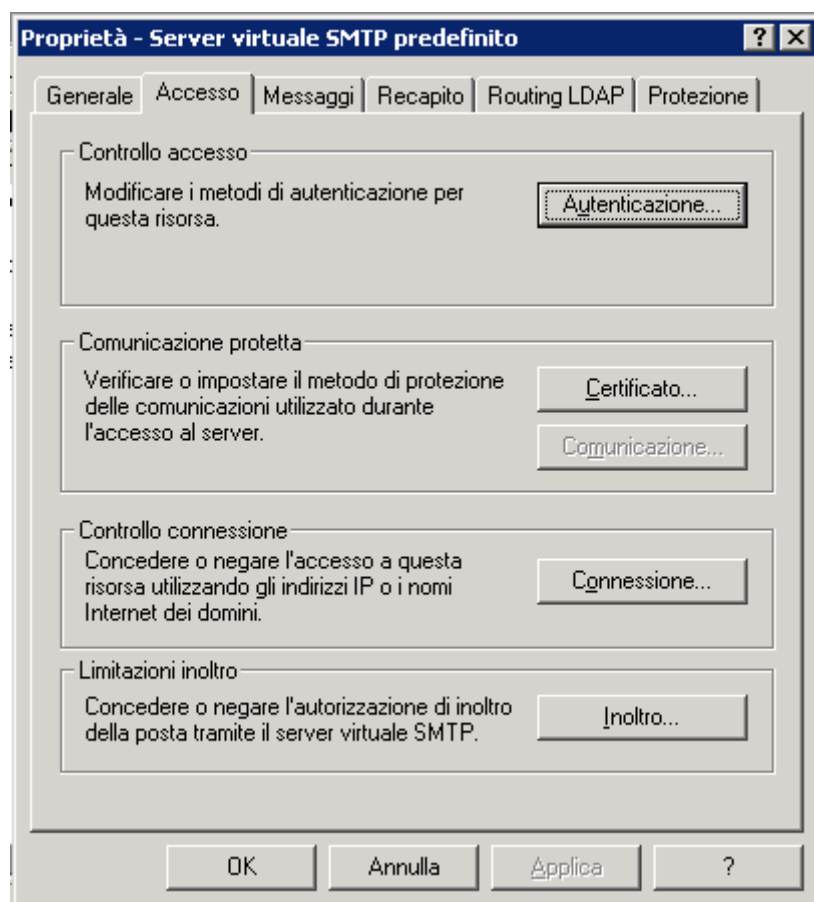 Proprietà - Server virtuale SMTP predefinito
?
Generale Accesso Messaggi Recapito Routing LDAP Protezione
Controllo accesso
Modificare i metodi di autenticazione per
questa risorsa.
Autenticazione...
Comunicazione protetta
Verificare o impostare il metodo di protezione
delle comunicazioni utilizzato durante
l'accesso al server.
Certificato...
Comunicazione...
Controllo connessione
Concedere o negare l'accesso a questa
risorsa utilizzando gli indirizzi IP o i nomi
Internet dei domini.
Connessione...
Limitazioni inoltro
Concedere o negare l'autorizzazione di inoltro
della posta tramite il server virtuale SMTP.
Inoltro...
OK Annulla Applica ?